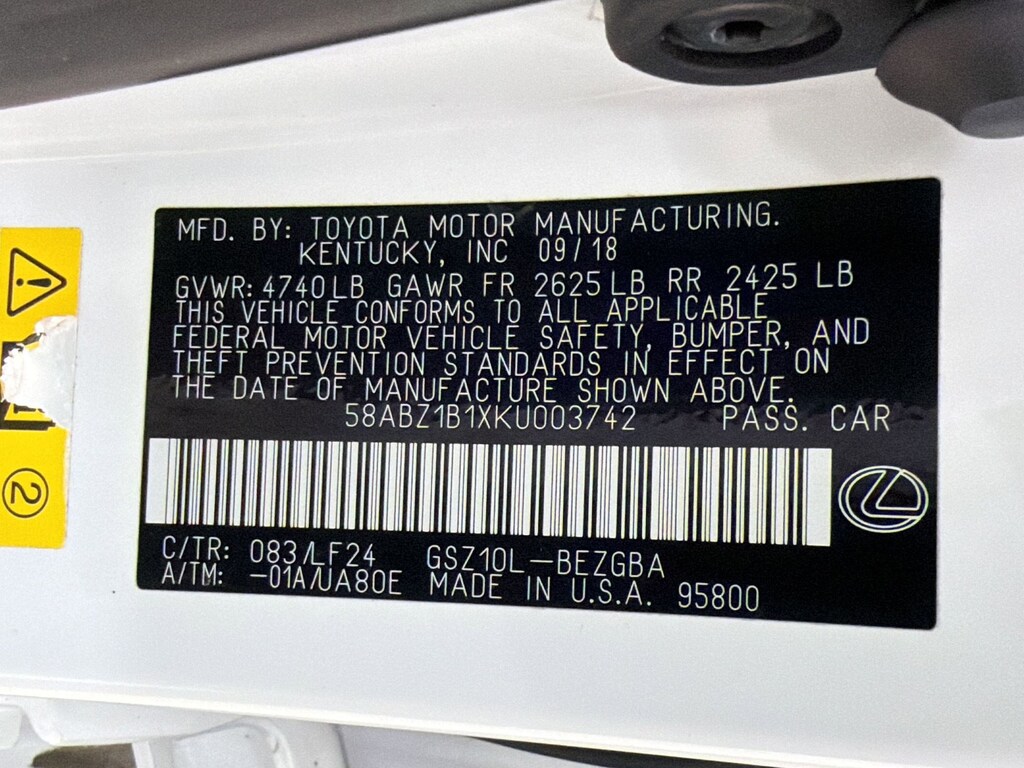 MFD. BY: TOYOTA MOTOR MANUFACTURING.
KENTUCKY, INC 09/18
GVWR: 4740 LB GAWR FR 2625 LB RR 2425 LB
THIS VEHICLE CONFORMS TO ALL APPLICABLE
FEDERAL MOTOR VEHICLE SAFETY, BUMPER, AND
THEFT PREVENTION STANDARDS IN EFFECT ON
THE DATE OF MANUFACTURE SHOWN ABOVE.
58ABZ1B1XKU003742 PASS. CAR
C/TR: 083/LF24 GSZ10L-BEZGBA
A/TM: -01A/UA80E MADE IN U.S.A. 95800
2